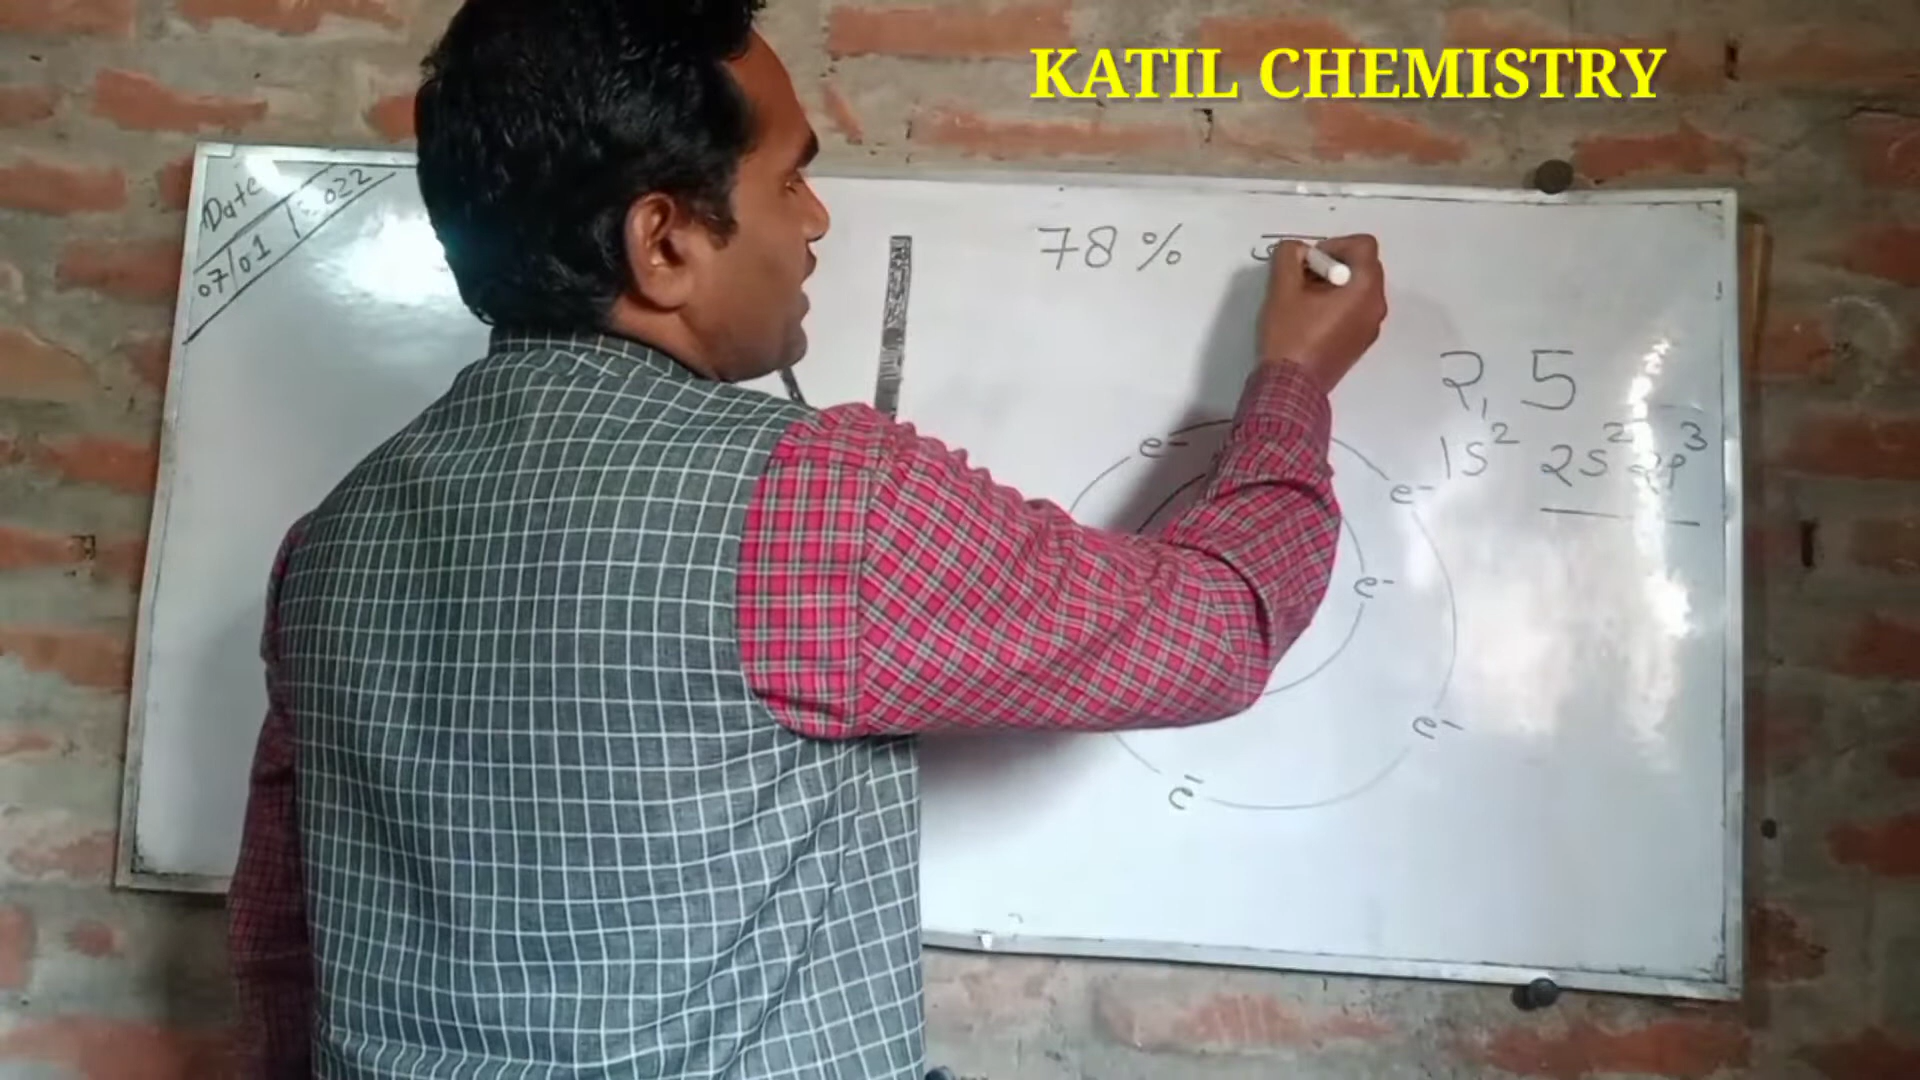 KATIL CHEMISTRY
Date
07/01/2022
78%
2, 5
1s² 2s² 2p³
e⁻
e⁻
e⁻
e⁻
e⁻